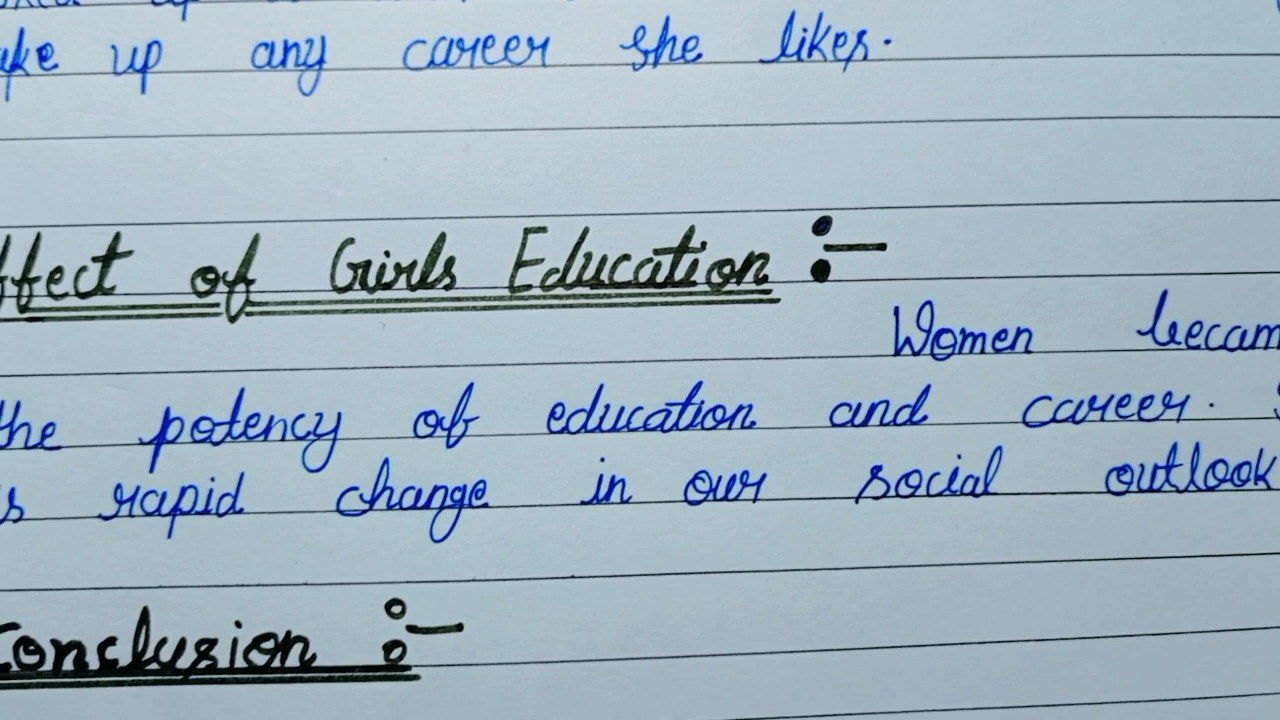 up any career she likes.
ffect of Girls Education :-
Women becam
the potency of education and career.
s rapid change in our social outlook
Conclusion :-